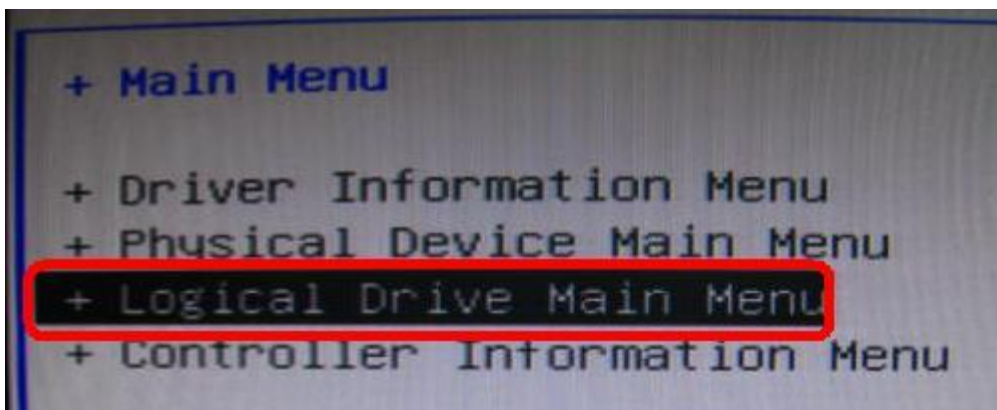 + Main Menu
+ Driver Information Menu
+ Physical Device Main Menu
+ Logical Drive Main Menu
+ Controller Information Menu